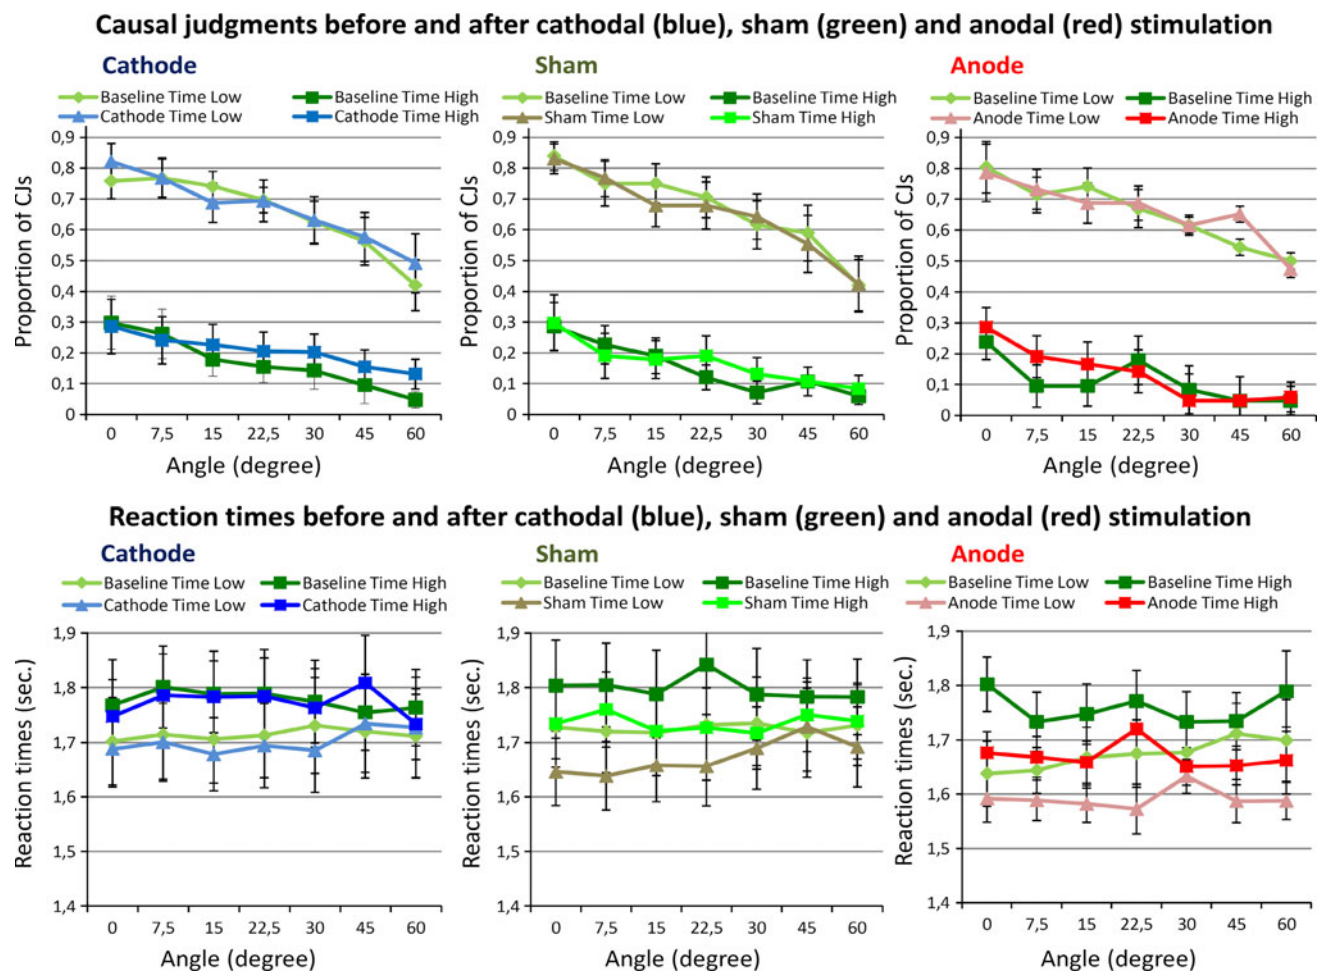 Causal judgments before and after cathodal (blue), sham (green) and anodal (red) stimulation
Cathode
Baseline Time Low Baseline Time High
Cathode Time Low Cathode Time High
Proportion of CJs
0,9
0,8
0,7
0,6
0,5
0,4
0,3
0,2
0,1
0
0 7,5 15 22,5 30 45 60
Angle (degree)
Sham
Baseline Time Low Baseline Time High
Sham Time Low Sham Time High
Proportion of CJs
0,9
0,8
0,7
0,6
0,5
0,4
0,3
0,2
0,1
0
0 7,5 15 22,5 30 45 60
Angle (degree)
Anode
Baseline Time Low Baseline Time High
Anode Time Low Anode Time High
Proportion of CJs
0,9
0,8
0,7
0,6
0,5
0,4
0,3
0,2
0,1
0
0 7,5 15 22,5 30 45 60
Angle (degree)
Reaction times before and after cathodal (blue), sham (green) and anodal (red) stimulation
Cathode
Baseline Time Low Baseline Time High
Cathode Time Low Cathode Time High
Reaction times (sec.)
1,9
1,8
1,7
1,6
1,5
1,4
0 7,5 15 22,5 30 45 60
Angle (degree)
Sham
Baseline Time Low Baseline Time High
Sham Time Low Sham Time High
Reaction times (sec.)
1,9
1,8
1,7
1,6
1,5
1,4
0 7,5 15 22,5 30 45 60
Angle (degree)
Anode
Baseline Time Low Baseline Time High
Anode Time Low Anode Time High
Reaction times (sec.)
1,9
1,8
1,7
1,6
1,5
1,4
0 7,5 15 22,5 30 45 60
Angle (degree)